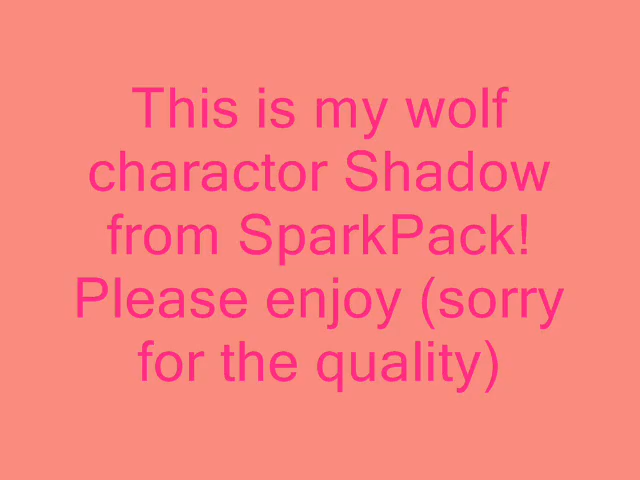 This is my wolf
charactor Shadow
from SparkPack!
Please enjoy (sorry
for the quality)